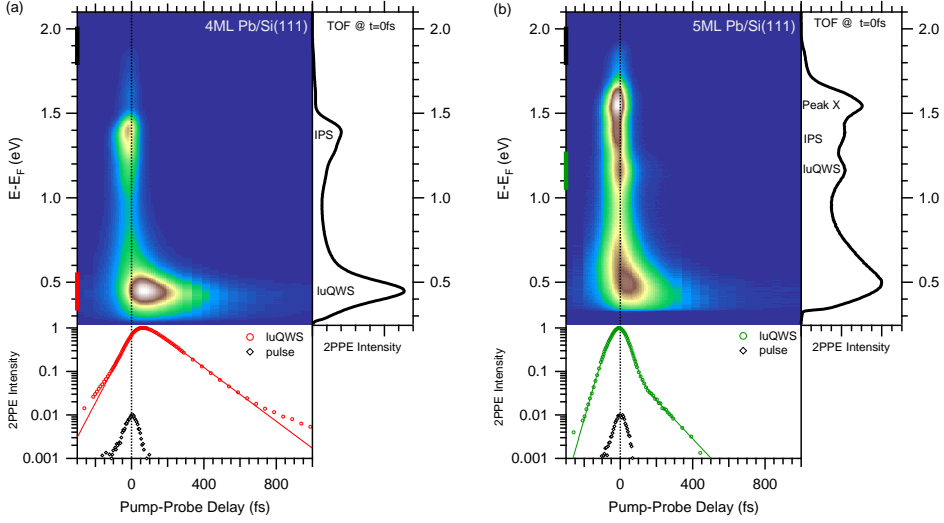 (a)
4ML Pb/Si(111)
TOF @ t=0fs
2.0
1.5
1.0
0.5
E-E_F (eV)
IPS
luQWS
2.0
1.5
1.0
0.5
1
0.1
0.01
0.001
2PPE Intensity
luQWS
pulse
2PPE Intensity
0
400
800
Pump-Probe Delay (fs)
(b)
5ML Pb/Si(111)
TOF @ t=0fs
2.0
1.5
1.0
0.5
E-E_F (eV)
Peak X
IPS
luQWS
2.0
1.5
1.0
0.5
1
0.1
0.01
0.001
2PPE Intensity
luQWS
pulse
2PPE Intensity
0
400
800
Pump-Probe Delay (fs)